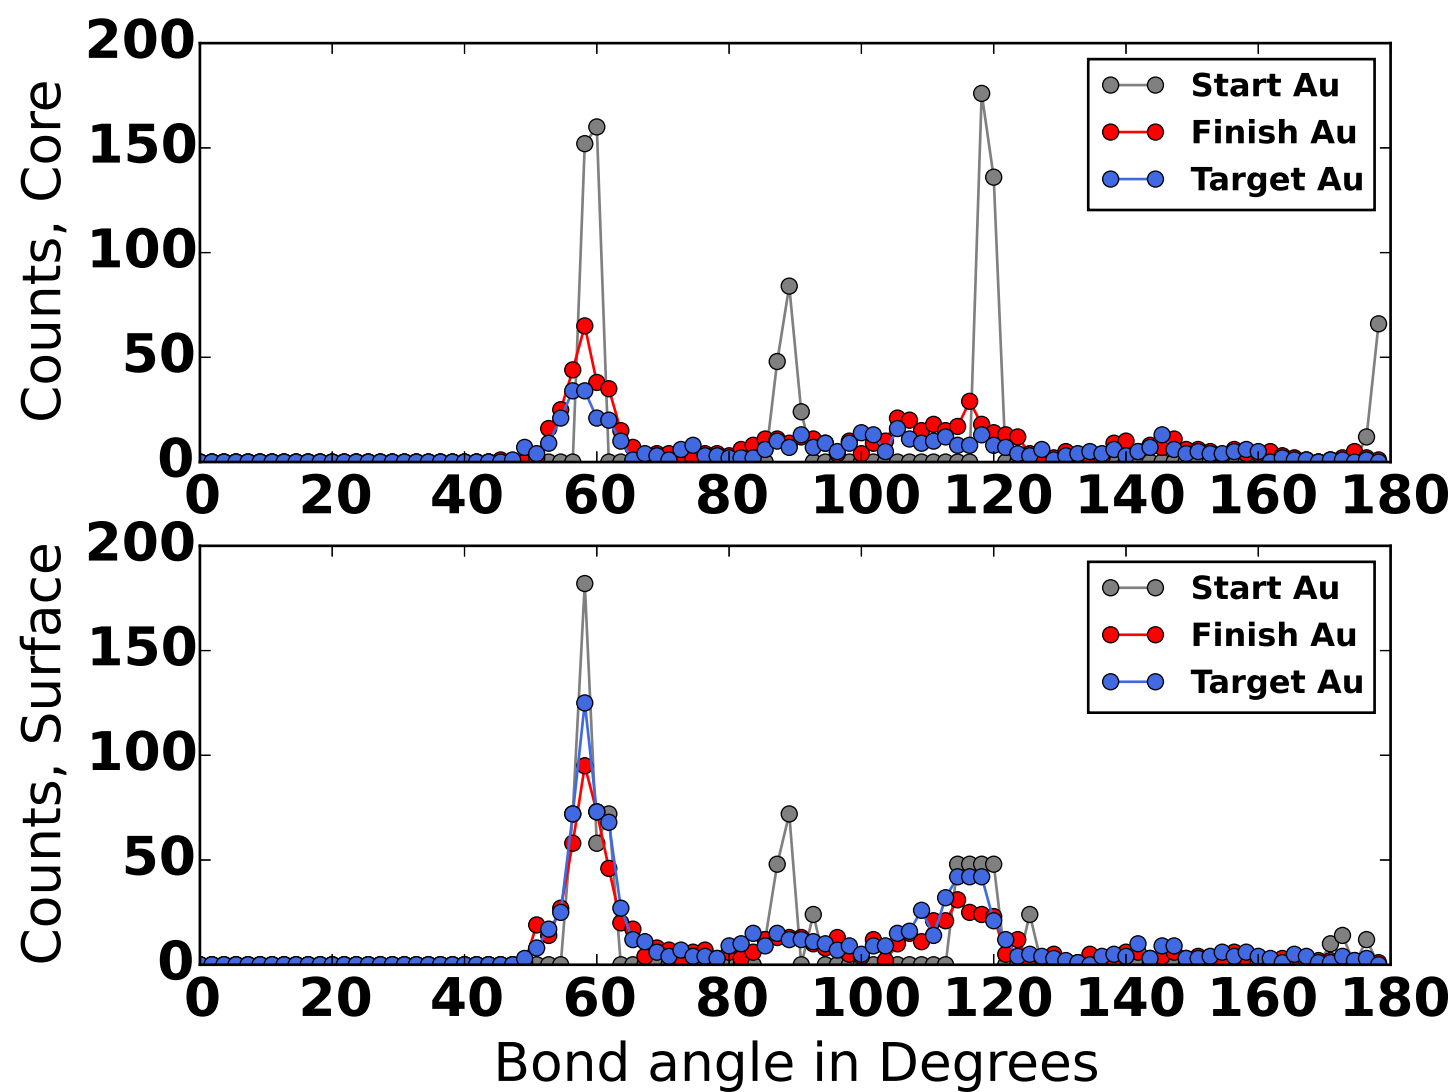 200
150
100
50
0
Counts, Core
Start Au
Finish Au
Target Au
0 20 40 60 80 100 120 140 160 180
200
150
100
50
0
Counts, Surface
Start Au
Finish Au
Target Au
0 20 40 60 80 100 120 140 160 180
Bond angle in Degrees